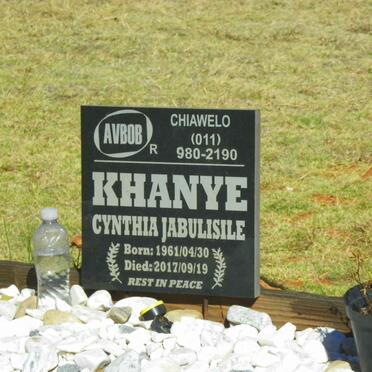 AVBOB
R
CHIAWELO
(011)
980-2190
KHANYE
CYNTHIA JABULISILE
Born: 1961/04/30
Died: 2017/09/19
REST IN PEACE